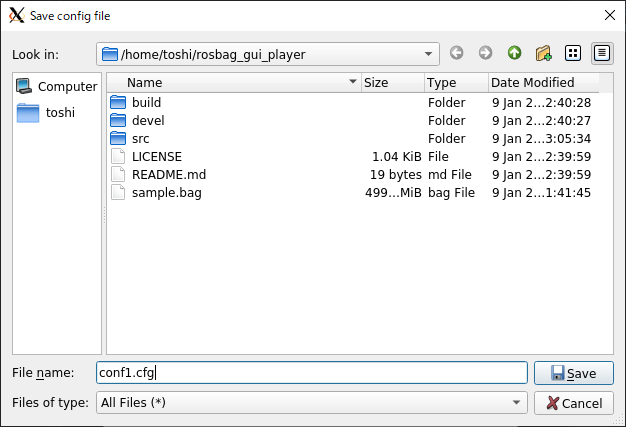 Save config file
Look in: /home/toshi/rosbag_gui_player
Computer
toshi
Name Size Type Date Modified
build Folder 9 Jan 2...2:40:28
devel Folder 9 Jan 2...2:40:27
src Folder 9 Jan 2...3:05:34
LICENSE 1.04 KiB File 9 Jan 2...2:39:59
README.md 19 bytes md File 9 Jan 2...2:39:59
sample.bag 499...MiB bag File 9 Jan 2...1:41:45
File name: conf1.cfg Save
Files of type: All Files (*) Cancel